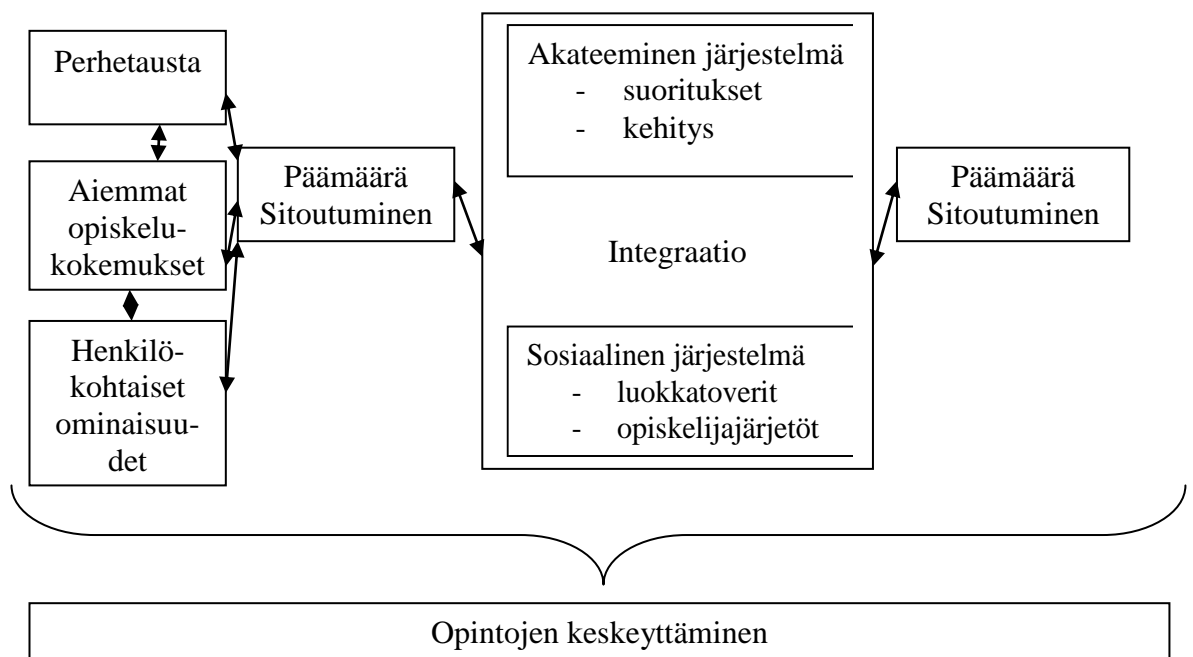 Perhetausta
Aiemmat
opiskelu-
kokemukset
Henkilö-
kohtaiset
ominaisuu-
det
Päämäärä
Sitoutuminen
Akateeminen järjestelmä
- suoritukset
- kehitys
Integraatio
Sosiaalinen järjestelmä
- luokkatoverit
- opiskelijajärjetöt
Päämäärä
Sitoutuminen
Opintojen keskeyttäminen